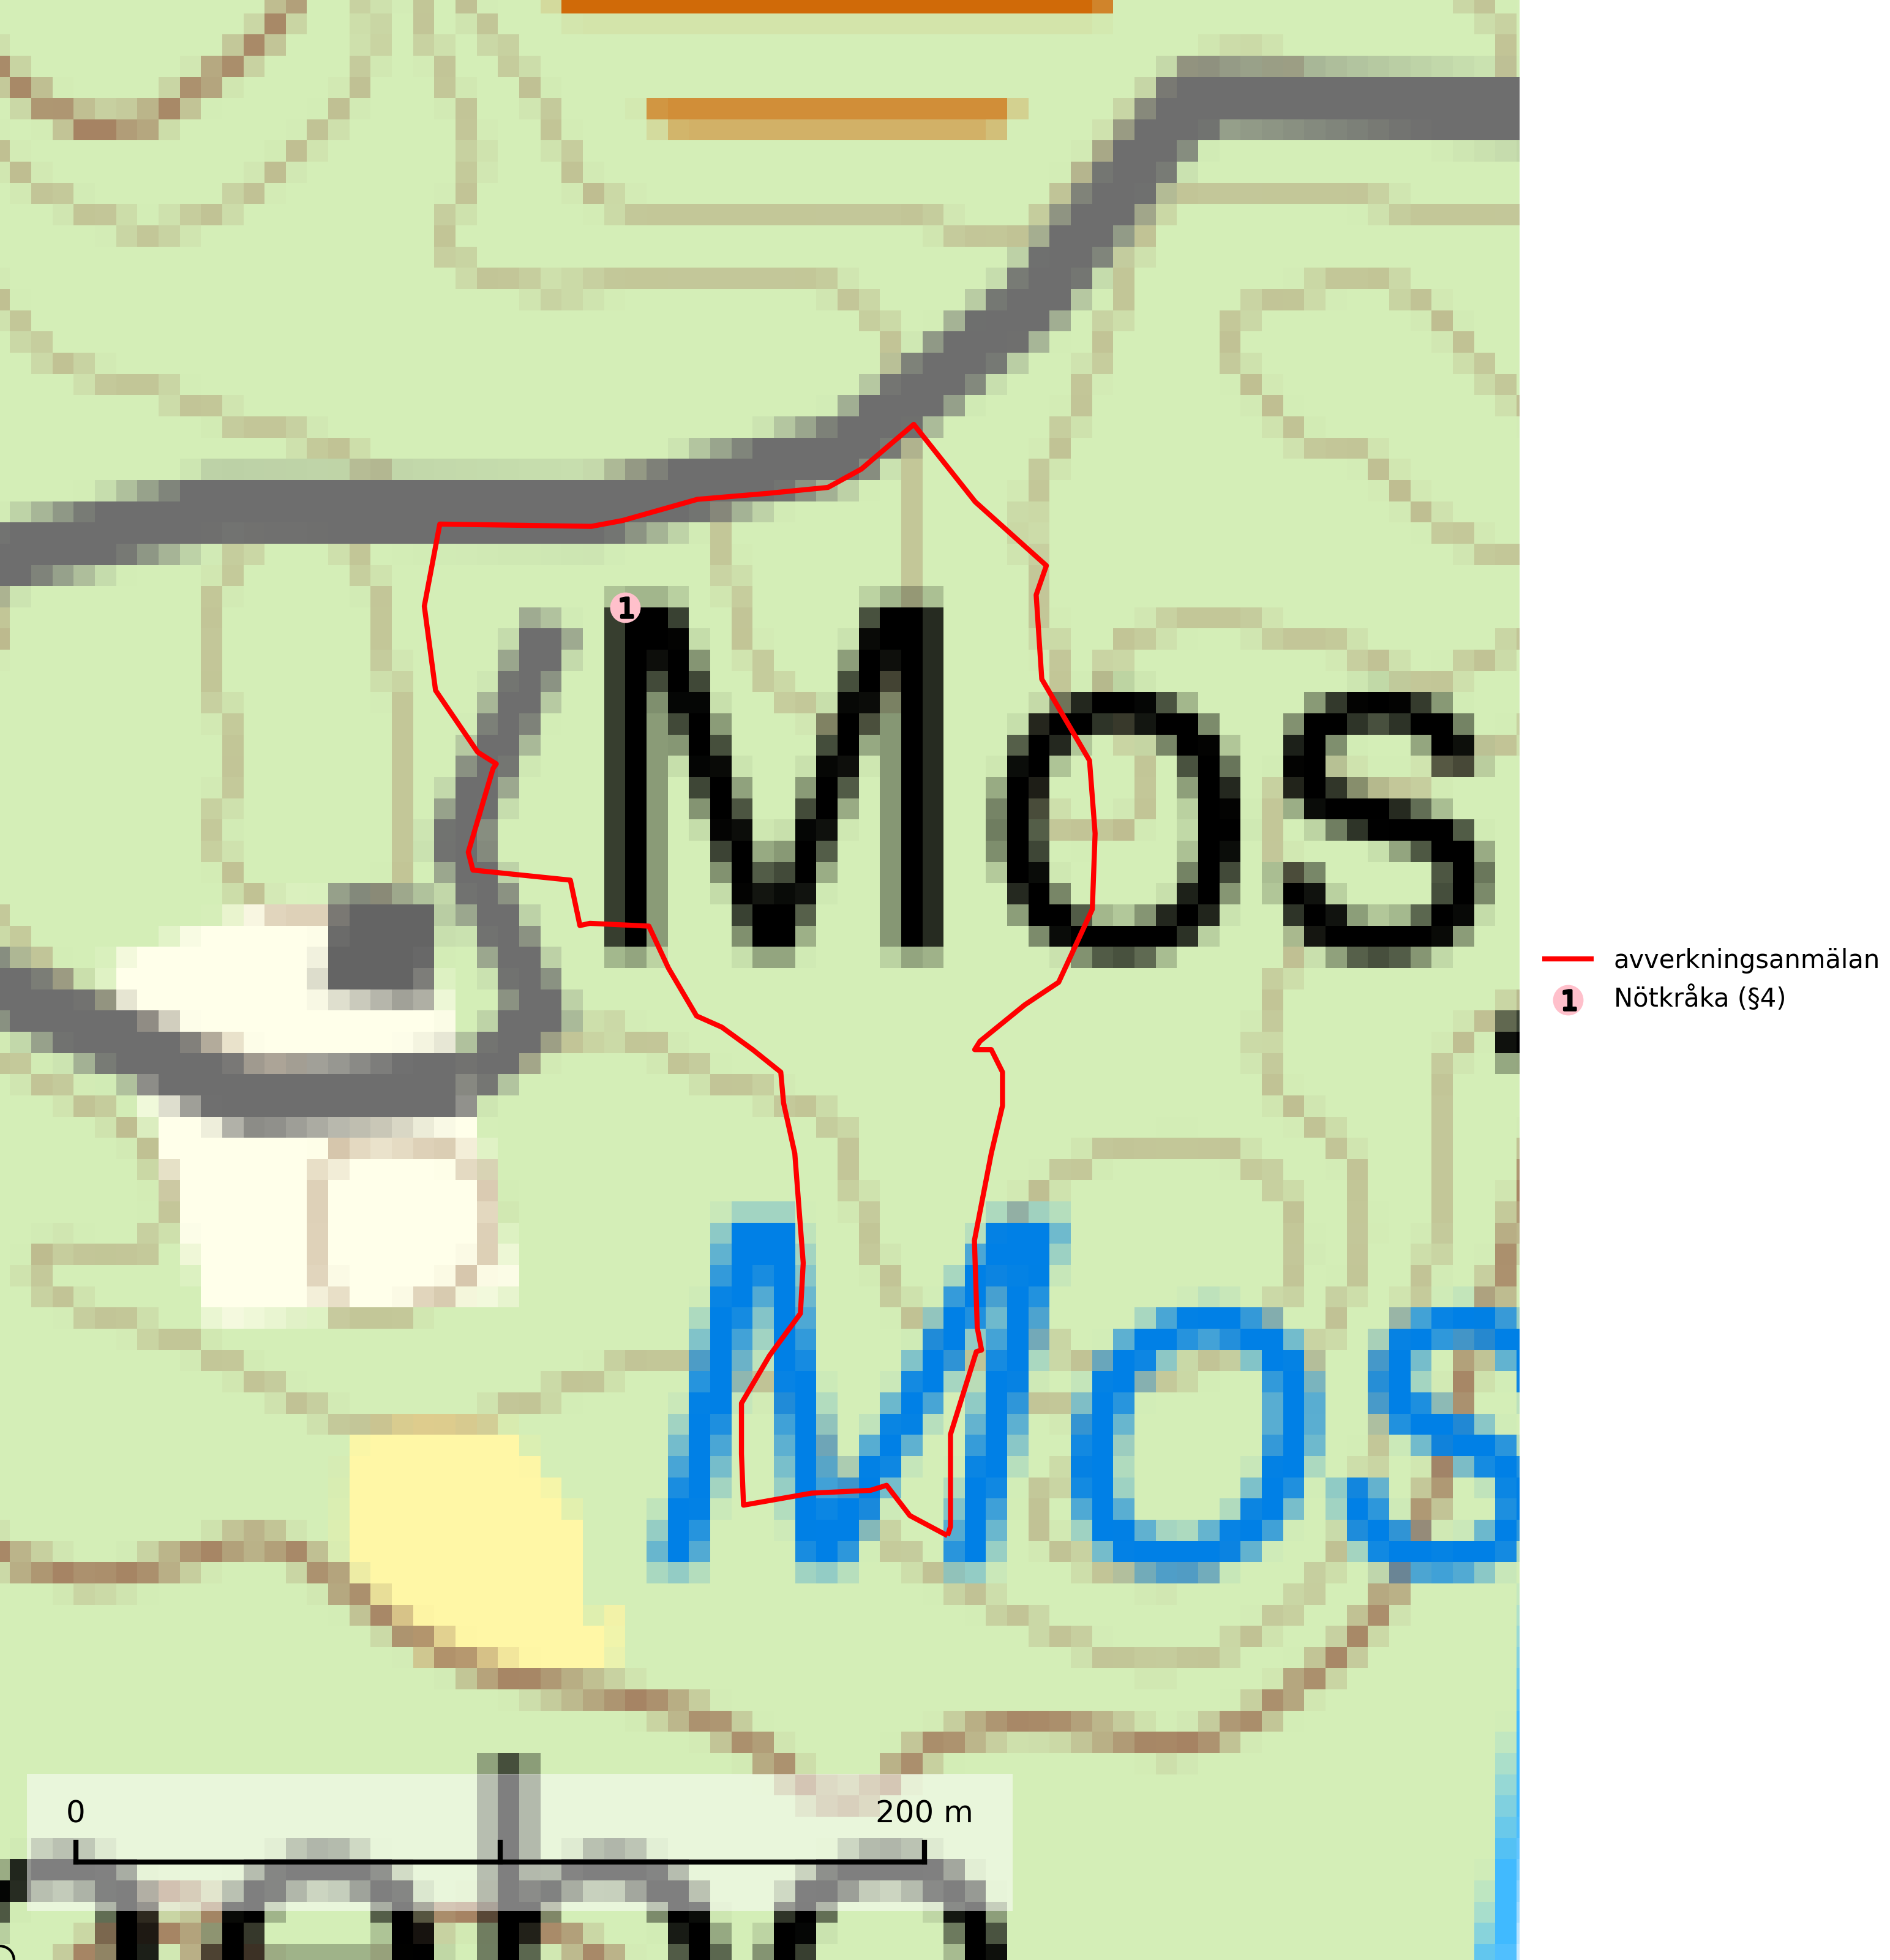 1
Mos
Mos
avverkningsanmälan
1 Nötkråka (§4)
0 200 m